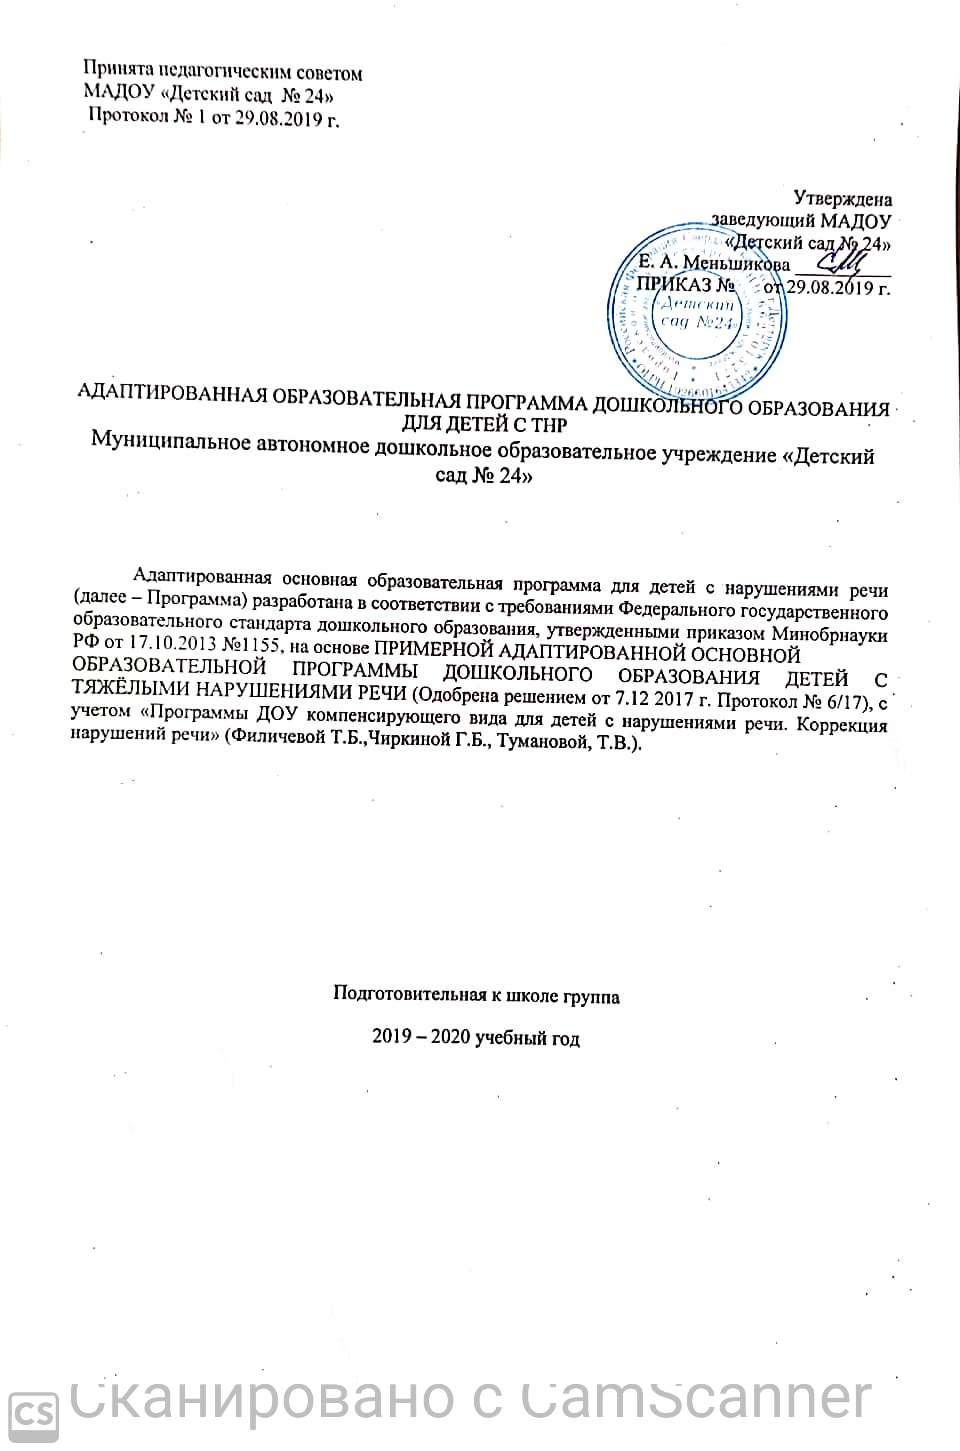 Принята педагогическим советом
МАДОУ «Детский сад № 24»
Протокол № 1 от 29.08.2019 г.
Утверждена
заведующий МАДОУ
«Детский сад № 24»
Е. А. Меньшикова
ПРИКАЗ № от 29.08.2019 г.
«Детский
сад №24»
АДАПТИРОВАННАЯ ОБРАЗОВАТЕЛЬНАЯ ПРОГРАММА ДОШКОЛЬНОГО ОБРАЗОВАНИЯ
ДЛЯ ДЕТЕЙ С ТНР
Муниципальное автономное дошкольное образовательное учреждение «Детский
сад № 24»
Адаптированная основная образовательная программа для детей с нарушениями речи
(далее – Программа) разработана в соответствии с требованиями Федерального государственного
образовательного стандарта дошкольного образования, утвержденными приказом Минобрнауки
РФ от 17.10.2013 №1155, на основе ПРИМЕРНОЙ АДАПТИРОВАННОЙ ОСНОВНОЙ
ОБРАЗОВАТЕЛЬНОЙ ПРОГРАММЫ ДОШКОЛЬНОГО ОБРАЗОВАНИЯ ДЕТЕЙ С
ТЯЖЁЛЫМИ НАРУШЕНИЯМИ РЕЧИ (Одобрена решением от 7.12 2017 г. Протокол № 6/17), с
учетом «Программы ДОУ компенсирующего вида для детей с нарушениями речи. Коррекция
нарушений речи» (Филичевой Т.Б.,Чиркиной Г.Б., Тумановой, Т.В.).
Подготовительная к школе группа
2019 – 2020 учебный год
CS Сканировано с CamScanner